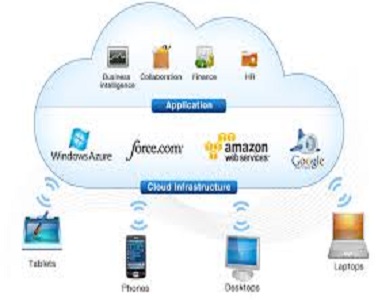 Business Intelligence
Collaboration
Finance
HR
Application
Windows Azure
force.com
amazon
web services
Google
Cloud Infrastructure
Tablets
Phones
Desktops
Laptops